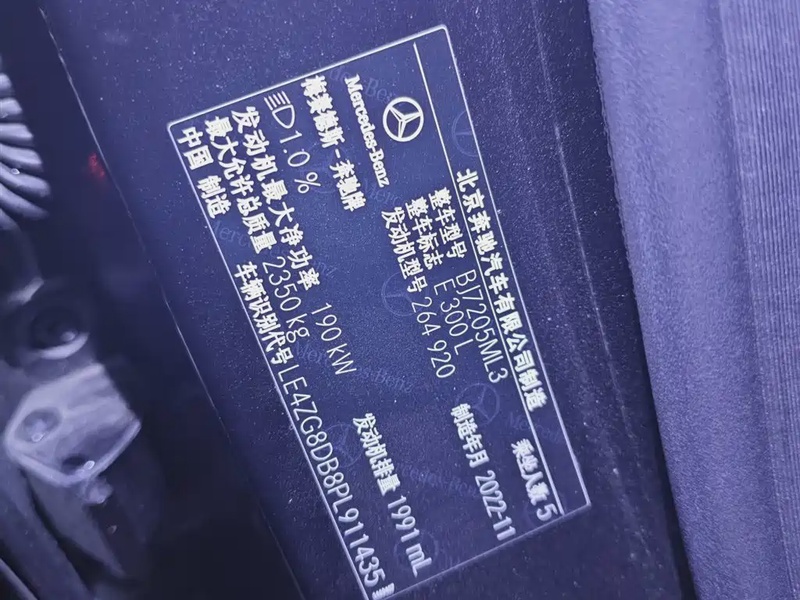 北京奔驰汽车有限公司制造
Mercedes-Benz
梅赛德斯-奔驰牌
整车型号 BJ7205ML3
整车标志 E 300 L
发动机型号 264 920
乘坐人数 5
制造年月 2022-11
1.0 %
发动机最大净功率 190 kW
发动机排量 1991 mL
最大允许总质量 2350 kg
中国 制造
车辆识别代号 LE4ZG8DB8PL911435